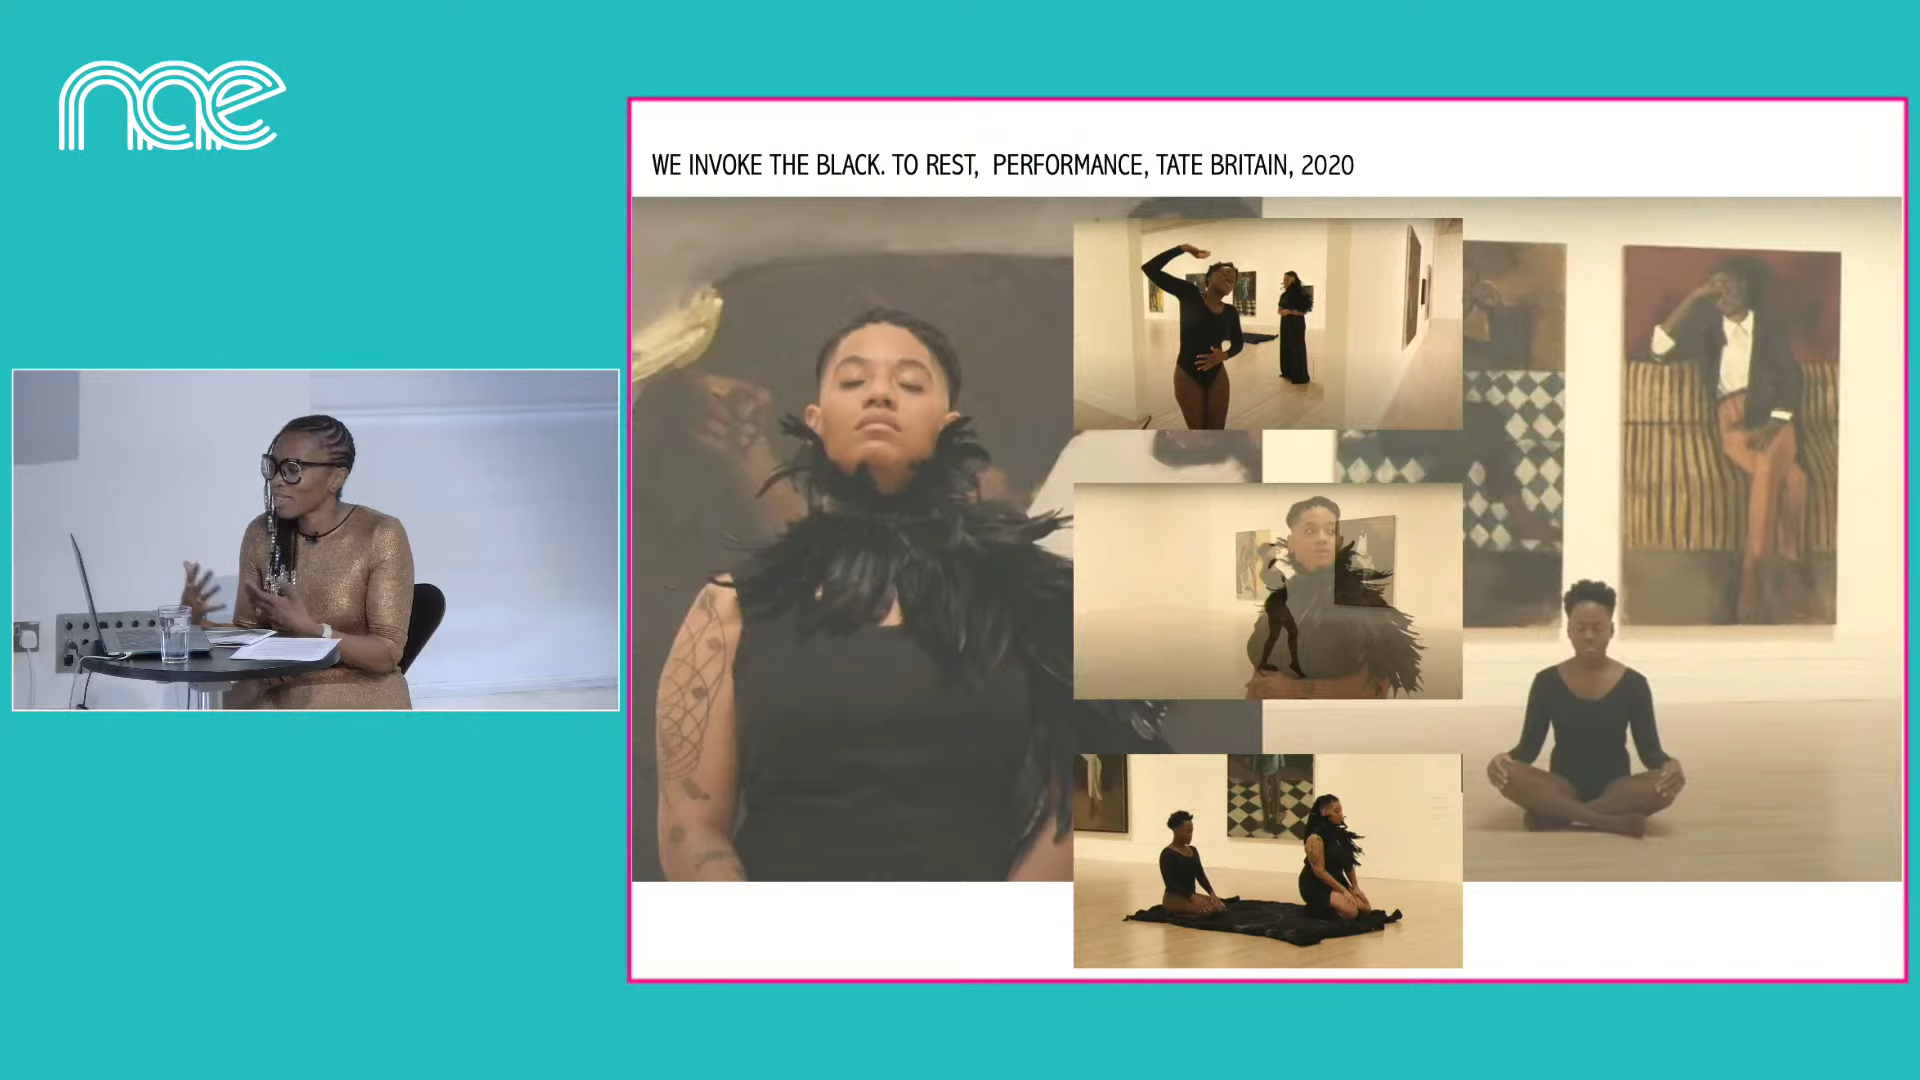 nae
WE INVOKE THE BLACK. TO REST, PERFORMANCE, TATE BRITAIN, 2020